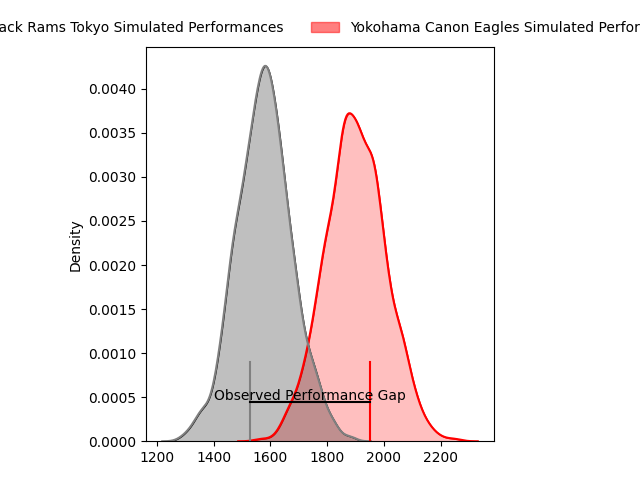 ack Rams Tokyo Simulated Performances
Yokohama Canon Eagles Simulated Perfor
0.0040
0.0035
0.0030
0.0025
0.0020
0.0015
0.0010
0.0005
0.0000
Density
Observed Performance Gap
1200 1400 1600 1800 2000 2200